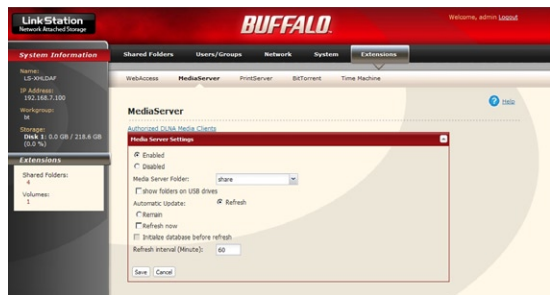 LinkStation
Network Attached Storage
BUFFALO
Welcome, admin Logout
System Information
Shared Folders Users/Groups Network System Extensions
Name:
LS-XHLDAF
IP Address:
192.168.7.100
Workgroup:
bt
Storage:
Disk 1: 0.0 GB / 218.6 GB
(0.0 %)
Extensions
Shared Folders:
4
Volumes:
1
WebAccess MediaServer PrintServer BitTorrent Time Machine
Help
MediaServer
Authorized DLNA Media Clients
Media Server Settings
Enabled
Disabled
Media Server Folder: share
show folders on USB drives
Automatic Update: Refresh
Remain
Refresh now
Initialize database before refresh
Refresh interval (Minute): 60
Save Cancel